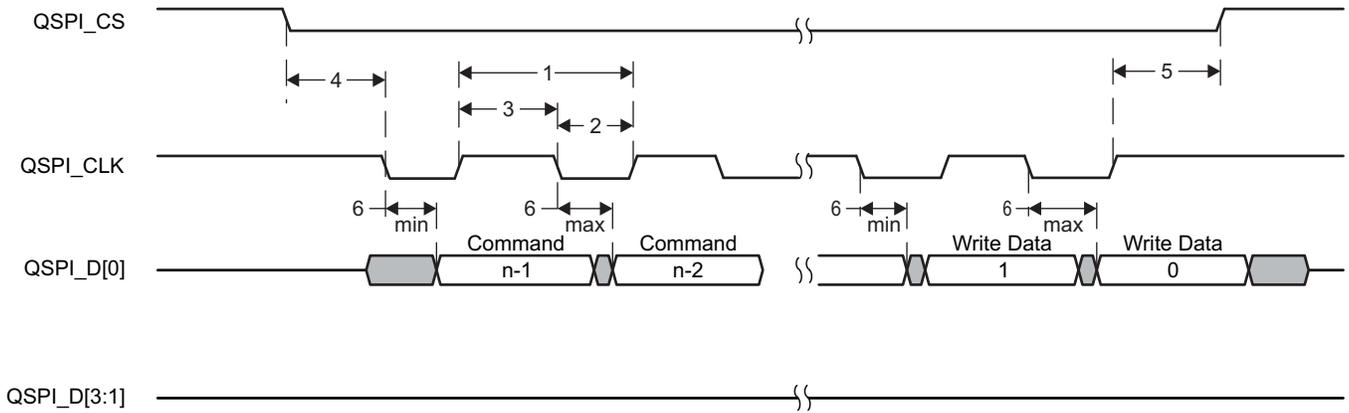 QSPI_CS
4
1
5
3
2
QSPI_CLK
6 min
6 max
6 min
6 max
Command Command Write Data Write Data
QSPI_D[0] n-1 n-2 1 0
QSPI_D[3:1]